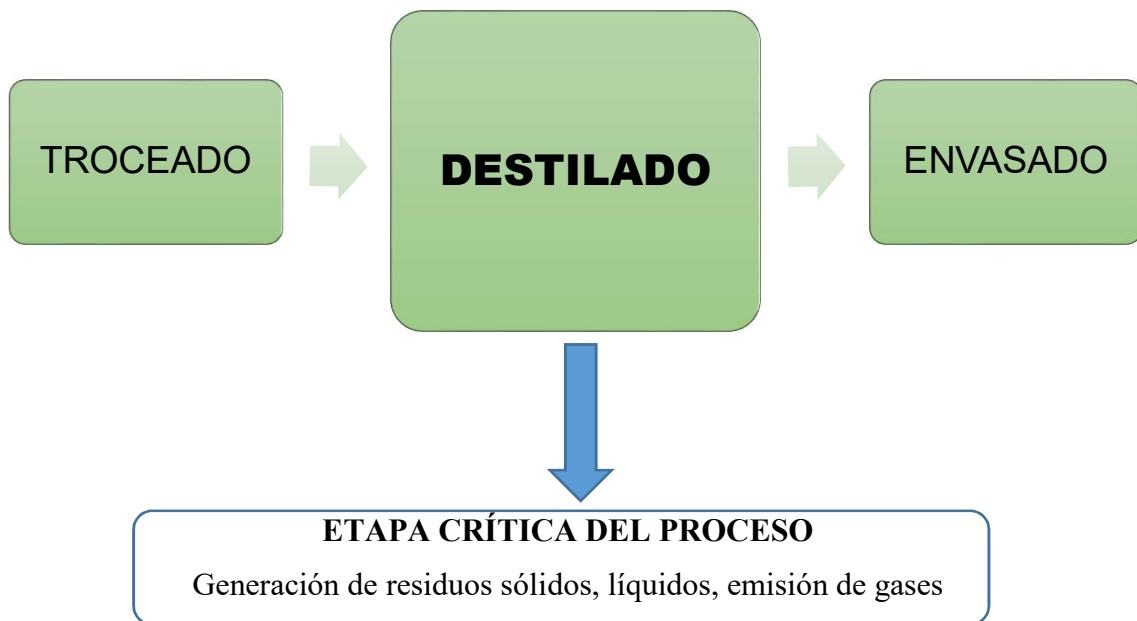 TROCEADO
DESTILADO
ENVASADO
ETAPA CRÍTICA DEL PROCESO
Generación de residuos sólidos, líquidos, emisión de gases